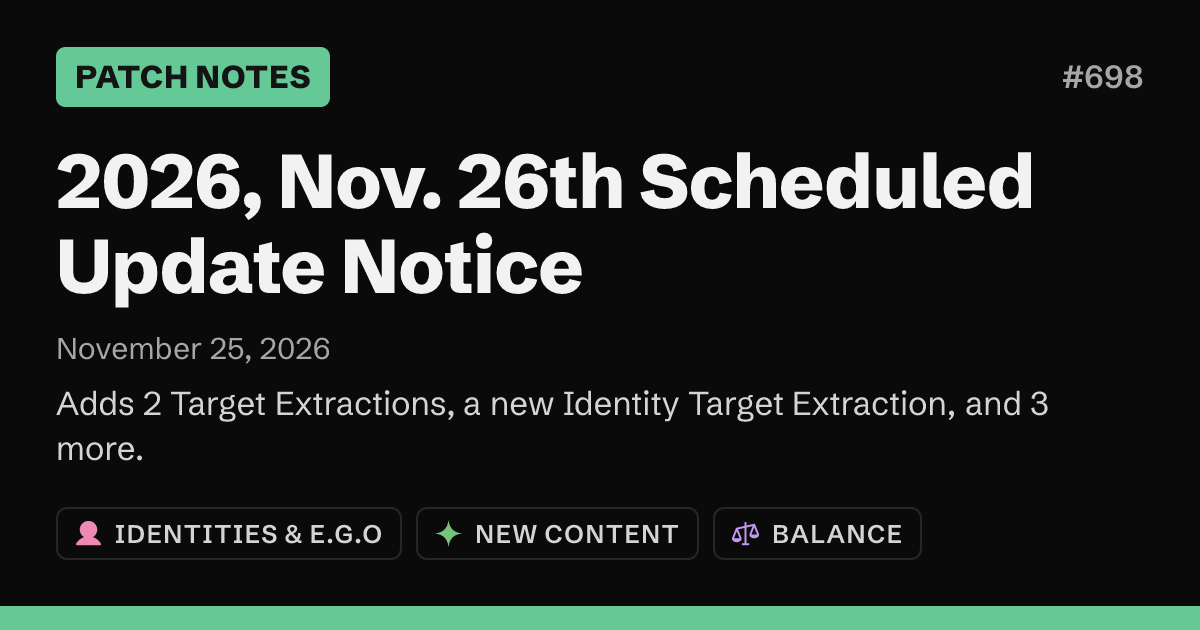 PATCH NOTES
#698
2026, Nov. 26th Scheduled
Update Notice
November 25, 2026
Adds 2 Target Extractions, a new Identity Target Extraction, and 3
more.
IDENTITIES & E.G.O
NEW CONTENT
BALANCE